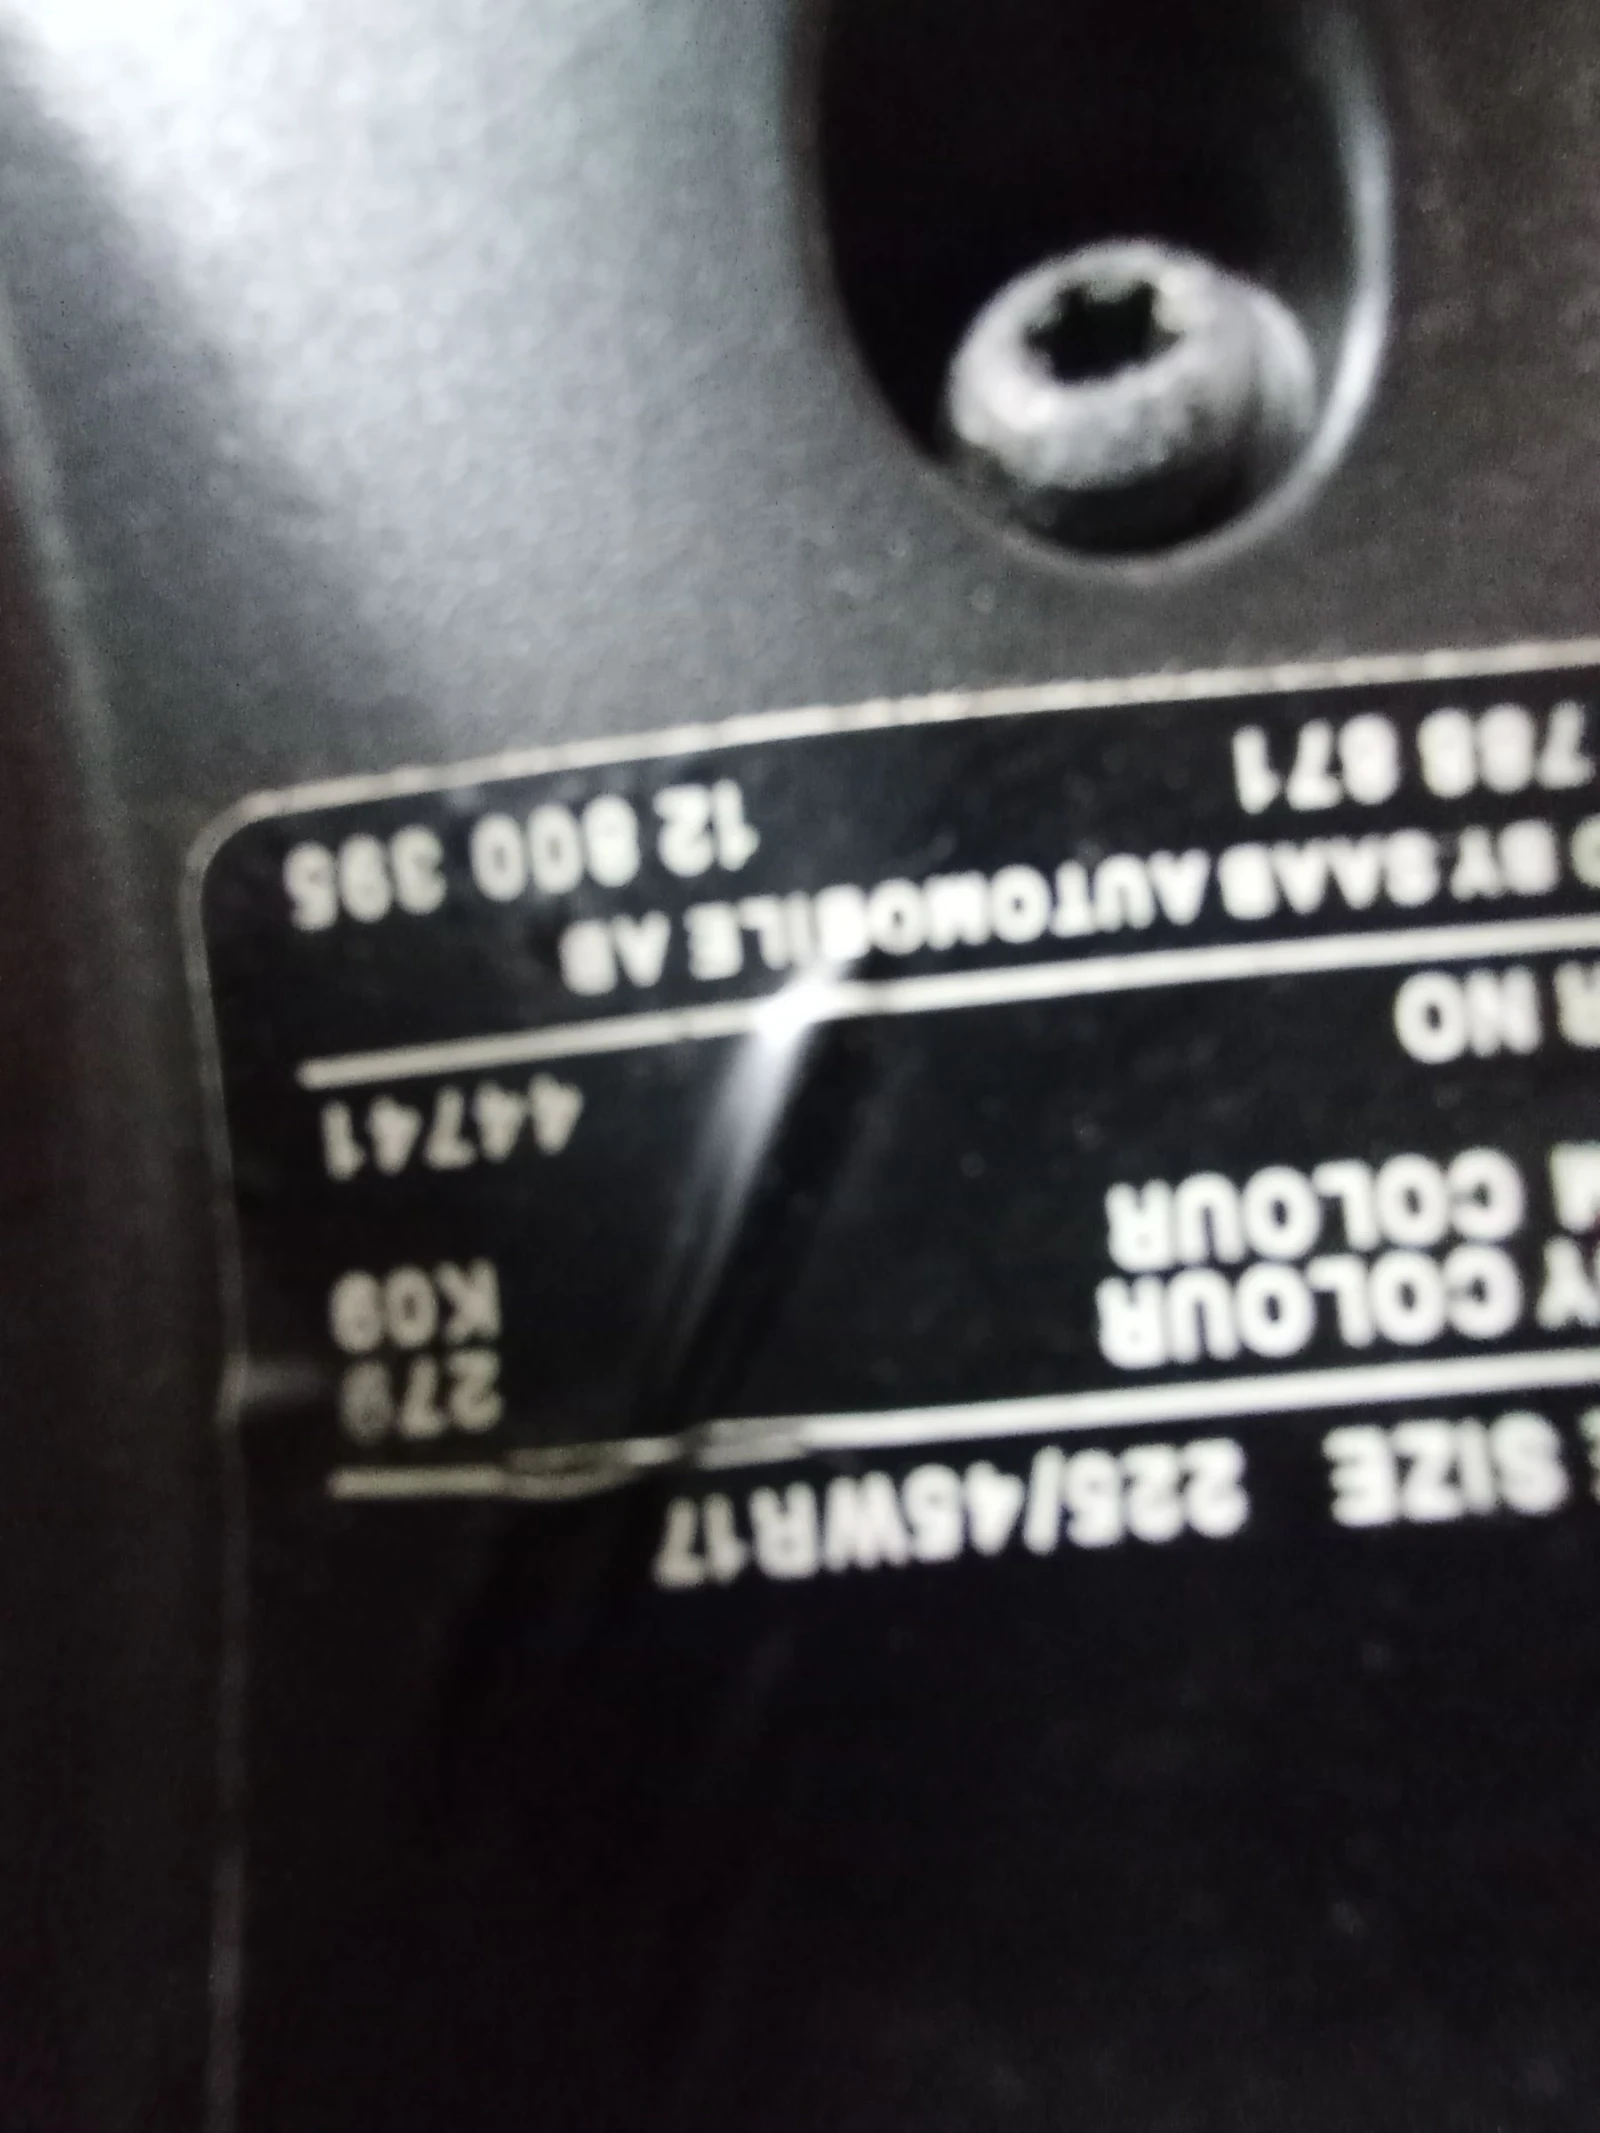 E SIZE 225/45WR17
Y COLOUR 279
M COLOUR K09
R NO 44741
D BY SAAB AUTOMOBILE AB
788 871 12 800 395